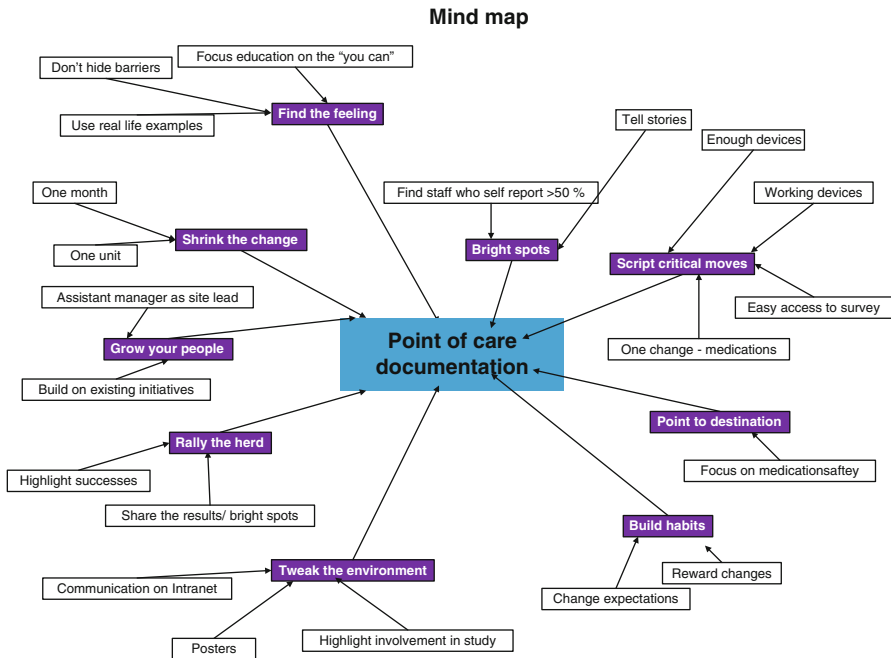 Mind map
Focus education on the “you can”
Don’t hide barriers
Find the feeling
Use real life examples
Tell stories
Enough devices
One month
Find staff who self report >50 %
Working devices
Shrink the change
Bright spots
Script critical moves
One unit
Assistant manager as site lead
Easy access to survey
Grow your people
Point of care
documentation
One change - medications
Build on existing initiatives
Point to destination
Rally the herd
Highlight successes
Focus on medicationsaftey
Share the results/ bright spots
Build habits
Tweak the environment
Reward changes
Communication on Intranet
Change expectations
Highlight involvement in study
Posters